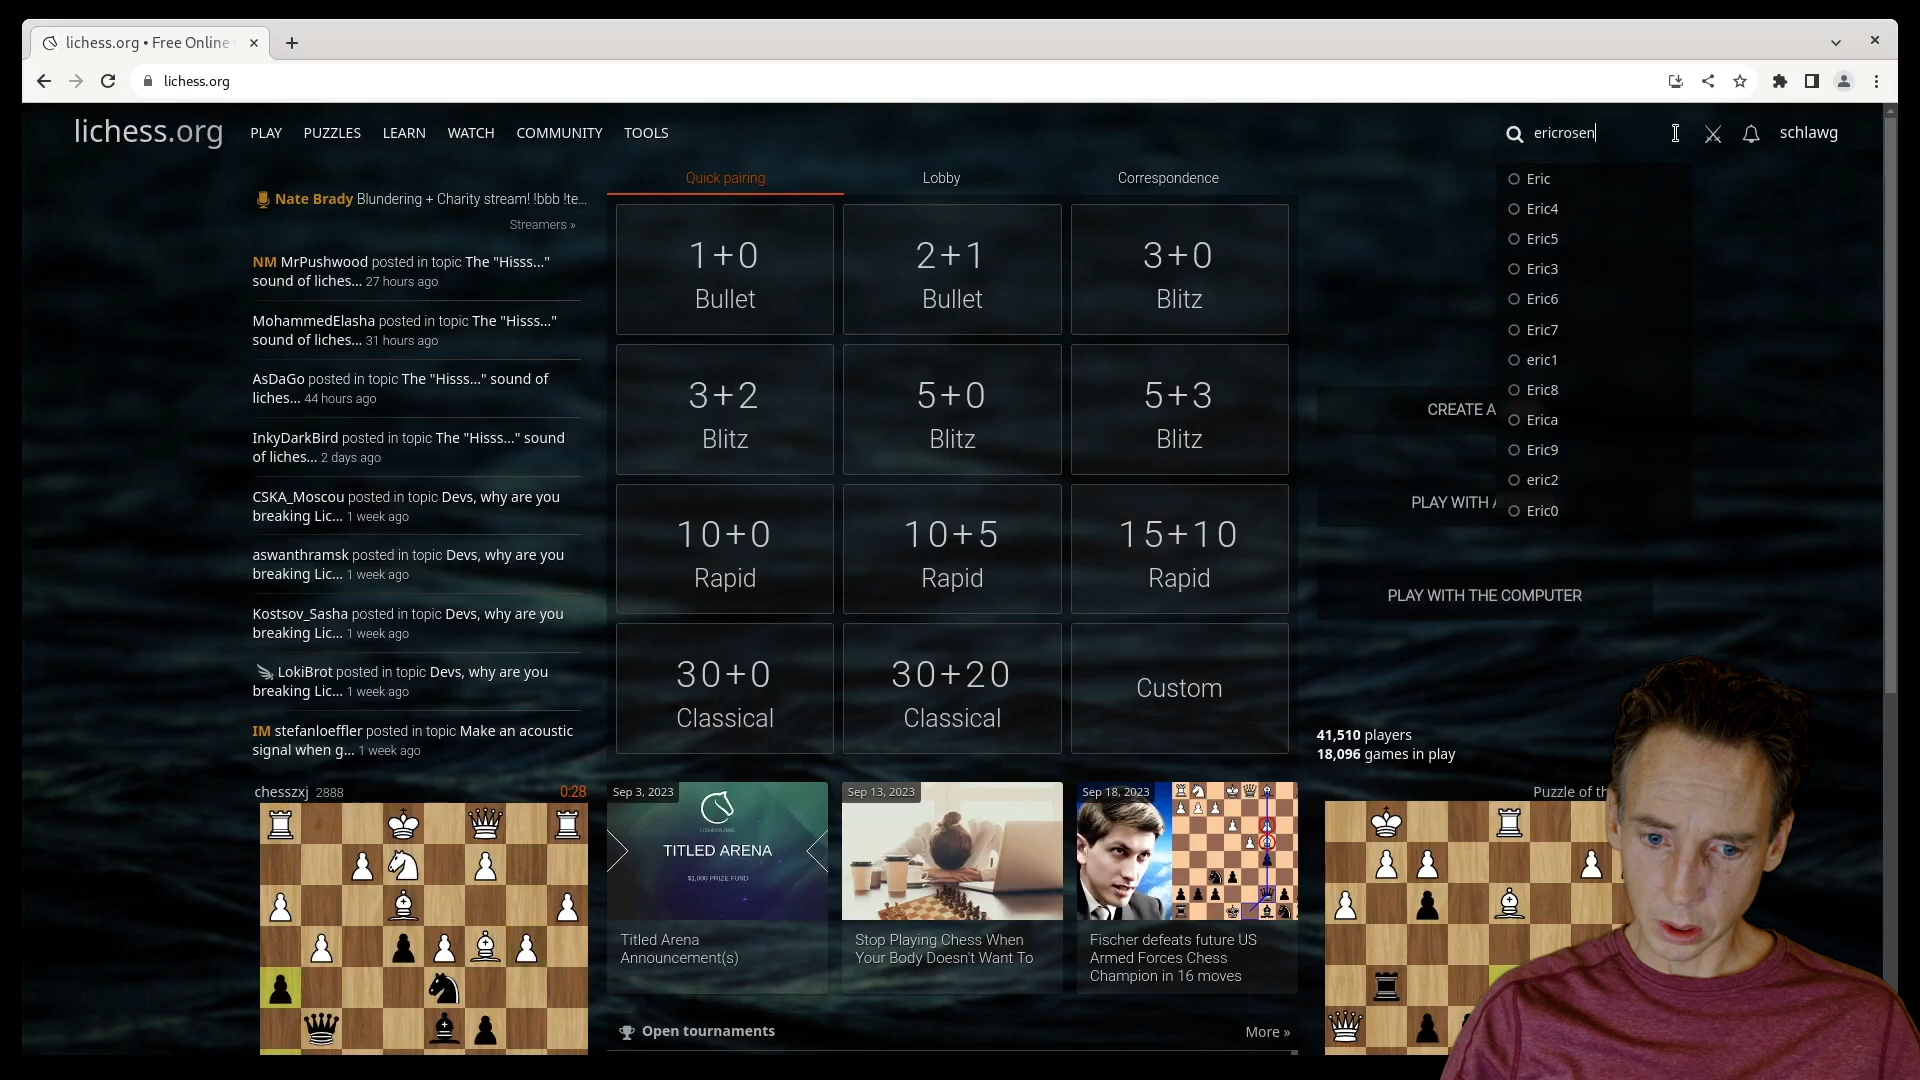 lichess.org • Free Online
lichess.org
lichess.org
PLAY
PUZZLES
LEARN
WATCH
COMMUNITY
TOOLS
ericrosen
schlawg
Eric
Eric4
Eric5
Eric3
Eric6
Eric7
eric1
Eric8
Erica
Eric9
eric2
Eric0
Nate Brady Blundering + Charity stream! !bbb !te...
Streamers »
NM MrPushwood posted in topic The "Hisss..."
sound of liches... 27 hours ago
MohammedElasha posted in topic The "Hisss..."
sound of liches... 31 hours ago
AsDaGo posted in topic The "Hisss..." sound of
liches... 44 hours ago
InkyDarkBird posted in topic The "Hisss..." sound
of liches... 2 days ago
CSKA_Moscou posted in topic Devs, why are you
breaking Lic... 1 week ago
aswanthramsk posted in topic Devs, why are you
breaking Lic... 1 week ago
Kostsov_Sasha posted in topic Devs, why are you
breaking Lic... 1 week ago
LokiBrot posted in topic Devs, why are you
breaking Lic... 1 week ago
IM stefanloeffler posted in topic Make an acoustic
signal when g... 1 week ago
Quick pairing
Lobby
Correspondence
1+0
Bullet
2+1
Bullet
3+0
Blitz
3+2
Blitz
5+0
Blitz
5+3
Blitz
10+0
Rapid
10+5
Rapid
15+10
Rapid
30+0
Classical
30+20
Classical
Custom
CREATE A
PLAY WITH A
PLAY WITH THE COMPUTER
41,510 players
18,096 games in play
chesszxj 2888
0:28
Sep 3, 2023
TITLED ARENA
$1,000 PRIZE FUND
Titled Arena
Announcement(s)
Sep 13, 2023
Stop Playing Chess When
Your Body Doesn't Want To
Sep 18, 2023
Fischer defeats future US
Armed Forces Chess
Champion in 16 moves
Puzzle of th
Open tournaments
More »